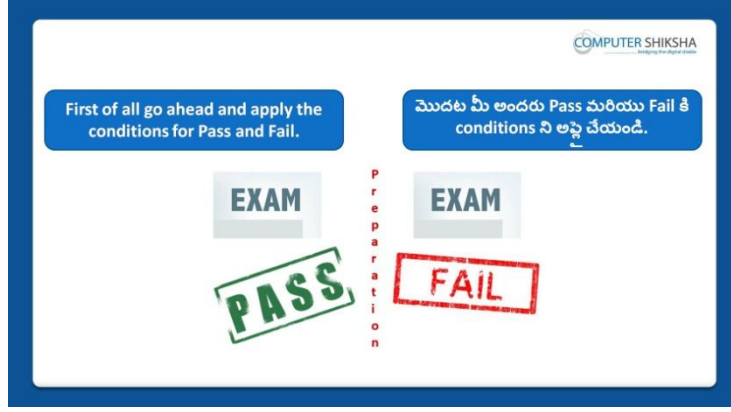 COMPUTER SHIKSHA
bridging the digital divide
First of all go ahead and apply the
conditions for Pass and Fail.
మొదట మీ అందరు Pass మరియు Fail కి
conditions ని అప్లై చేయండి.
EXAM
EXAM
Preparation
PASS
FAIL